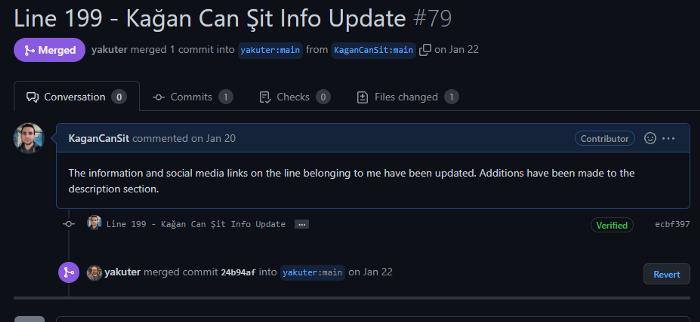 Line 199 - Kağan Can Şit Info Update #79
Merged yakuter merged 1 commit into yakuter:main from KaganCanSit:main on Jan 22
Conversation 0 Commits 1 Checks 0 Files changed 1
KaganCanSit commented on Jan 20 Contributor
The information and social media links on the line belonging to me have been updated. Additions have been made to the
description section.
Line 199 - Kağan Can Şit Info Update ... Verified ecbf397
yakuter merged commit 24b94af into yakuter:main on Jan 22 Revert